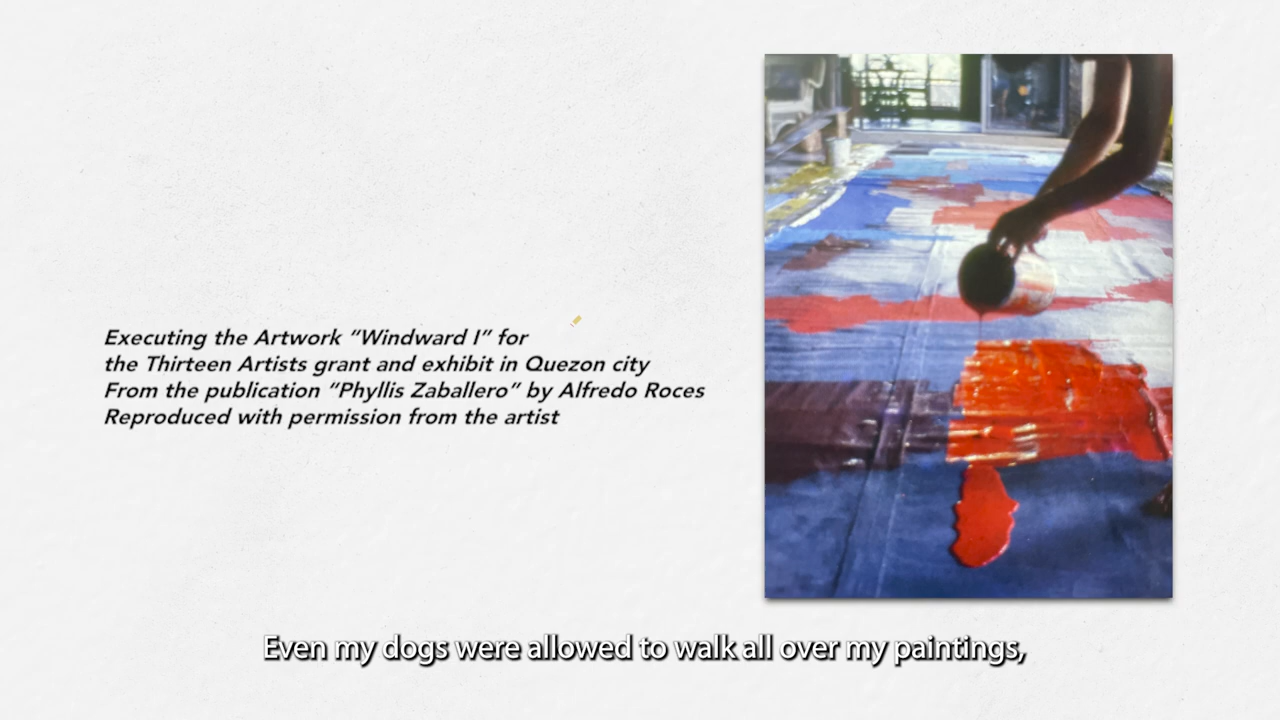 Executing the Artwork “Windward I” for
the Thirteen Artists grant and exhibit in Quezon city
From the publication “Phyllis Zaballero” by Alfredo Roces
Reproduced with permission from the artist
Even my dogs were allowed to walk all over my paintings,